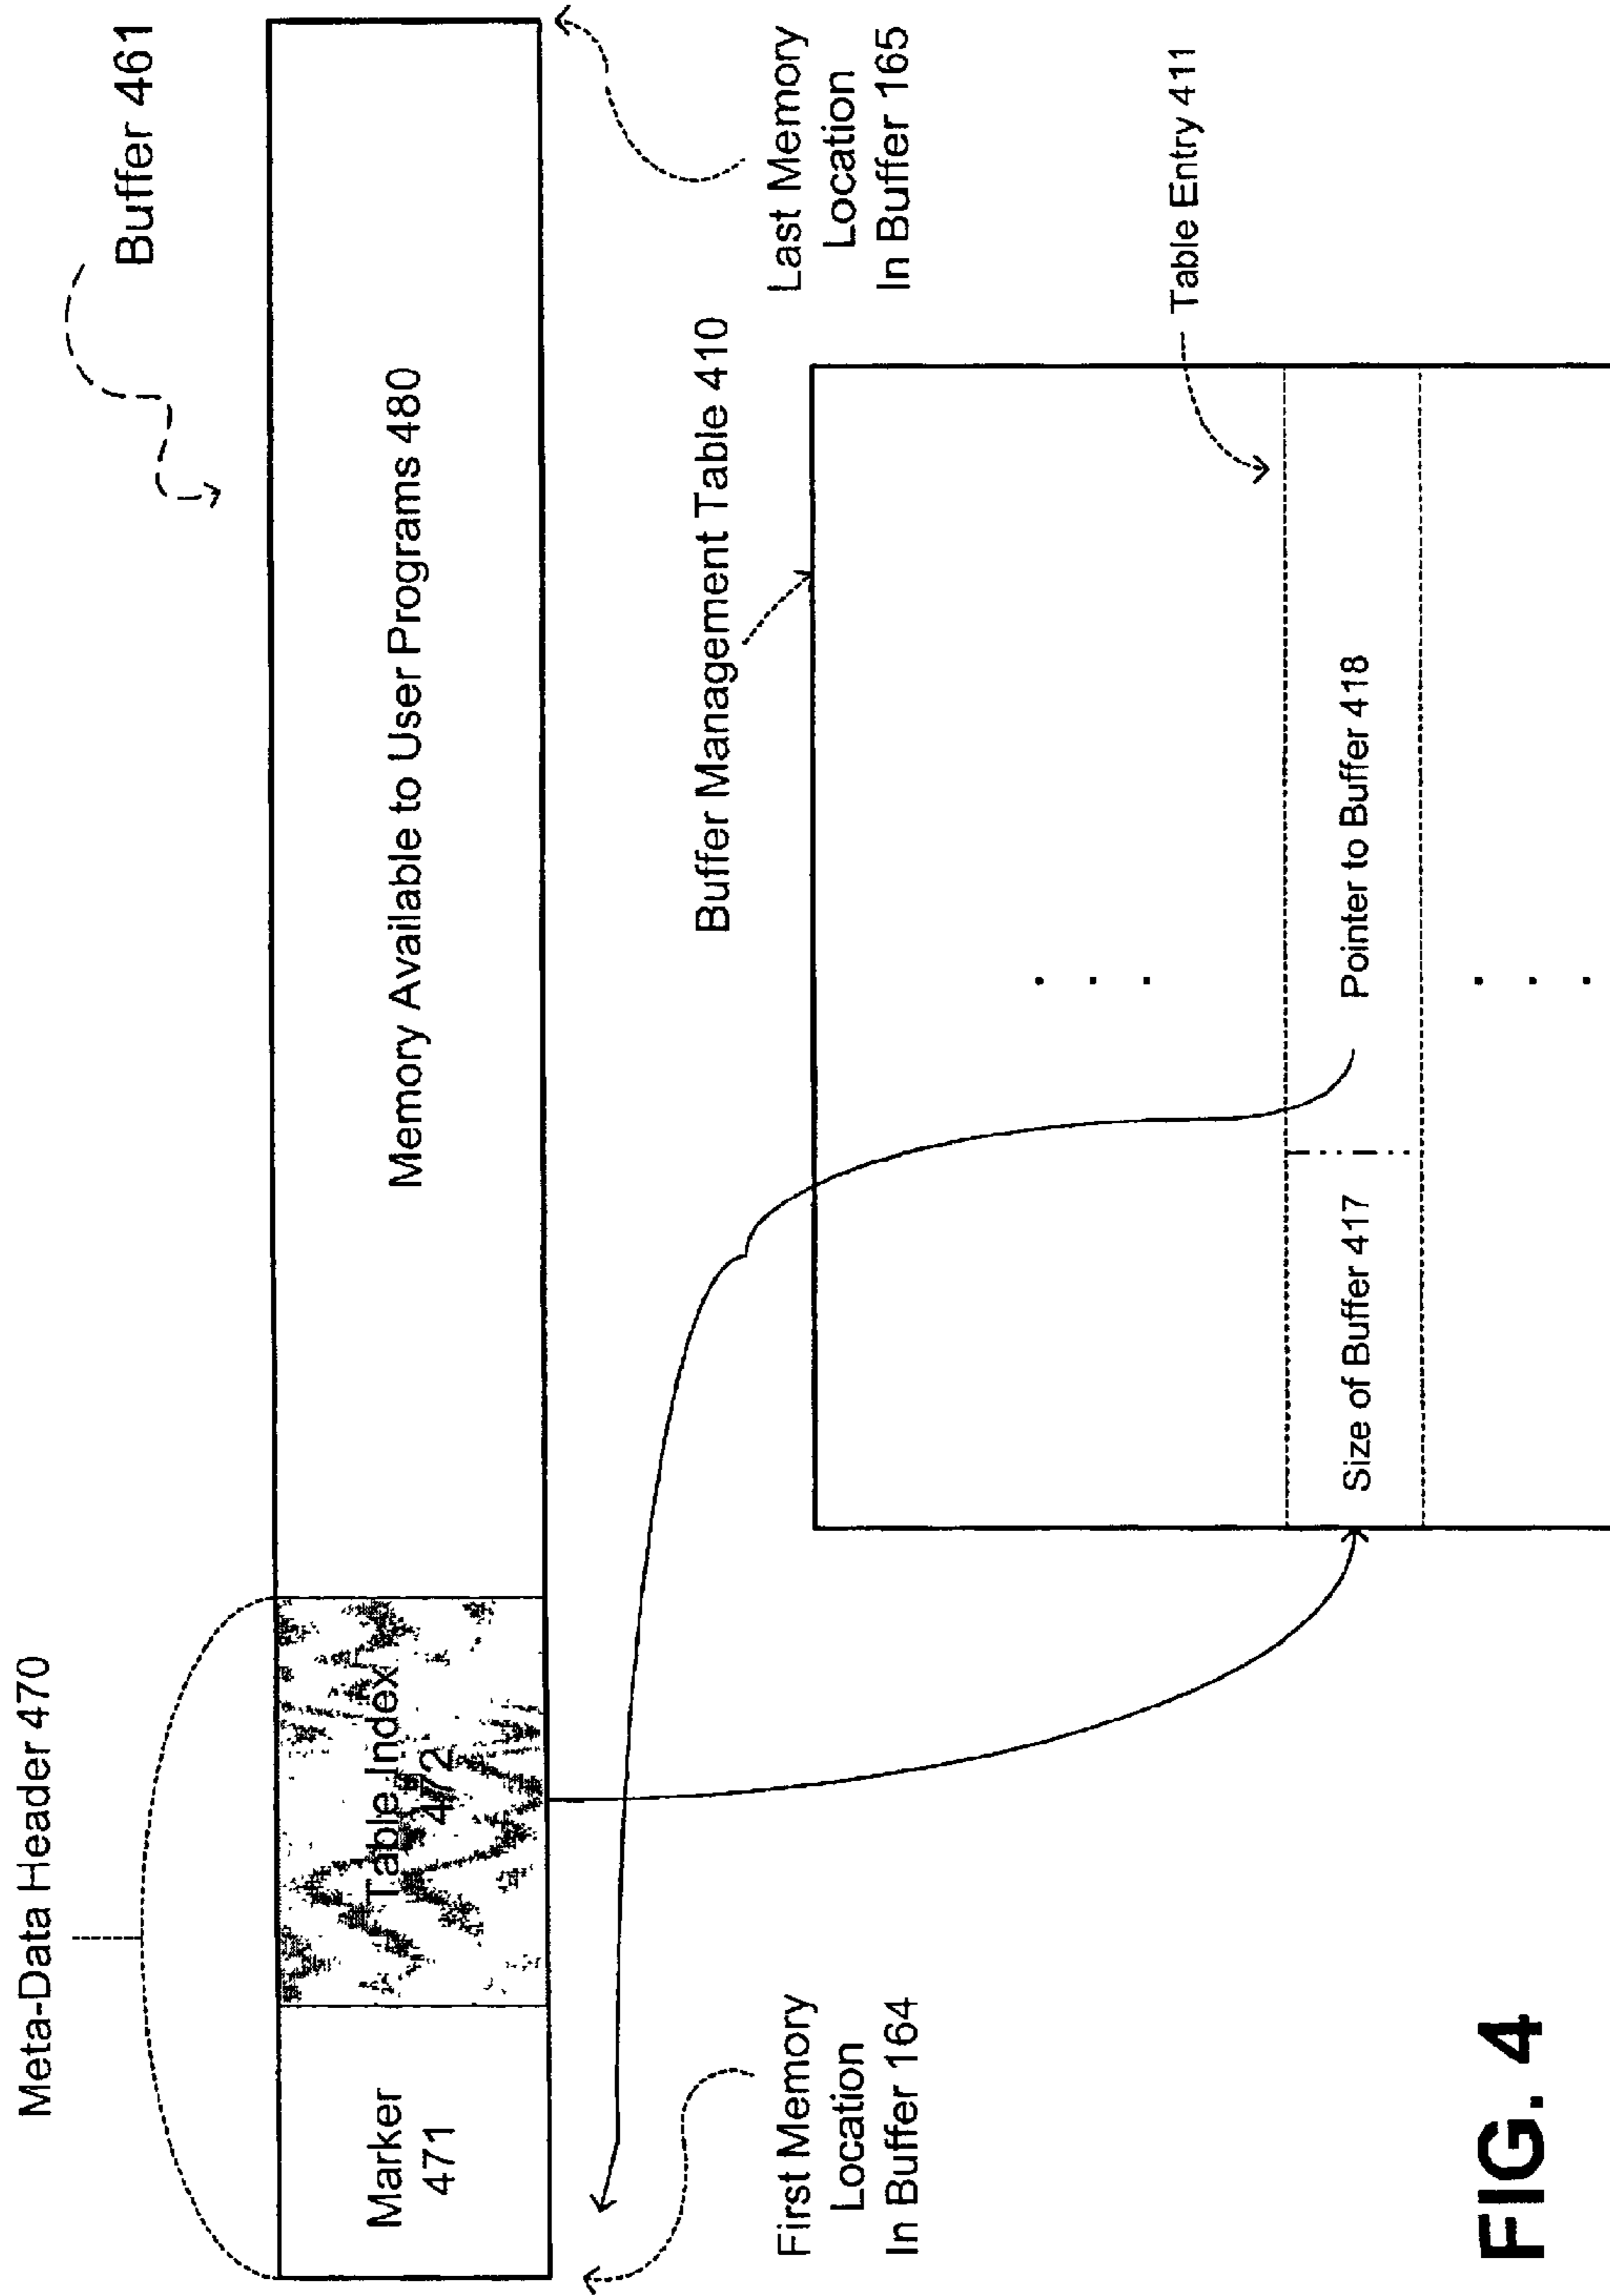 Meta-Data Header 470
Buffer 461
Marker
471
Table Index
472
Memory Available to User Programs 480
First Memory
Location
In Buffer 164
Last Memory
Location
In Buffer 165
Buffer Management Table 410
Table Entry 411
. . .
Size of Buffer 417
Pointer to Buffer 418
. . .
FIG. 4